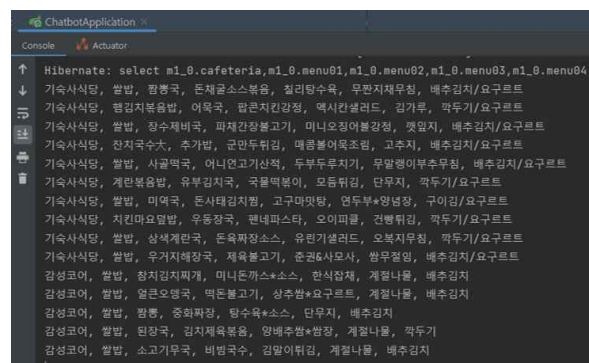 ChatbotApplication
Console Actuator
Hibernate: select m1_0.cafeteria,m1_0.menu01,m1_0.menu02,m1_0.menu03,m1_0.menu04
기숙사식당, 쌀밥, 짬뽕국, 돈채굴소스볶음, 칠리탕수육, 무짠지채무침, 배추김치/요구르트
기숙사식당, 햄김치볶음밥, 어묵국, 팝콘치킨강정, 멕시칸샐러드, 김가루, 깍두기/요구르트
기숙사식당, 쌀밥, 장수제비국, 파채간장불고기, 미니오징어볼강정, 깻잎지, 배추김치/요구르트
기숙사식당, 잔치국수大, 추가밥, 군만두튀김, 매콤볼어묵조림, 고추지, 배추김치/요구르트
기숙사식당, 쌀밥, 사골떡국, 어니언고기산적, 두부두루치기, 무말랭이부추무침, 배추김치/요구르트
기숙사식당, 계란볶음밥, 유부김치국, 국물떡볶이, 모듬튀김, 단무지, 깍두기/요구르트
기숙사식당, 쌀밥, 미역국, 돈사태김치찜, 고구마맛탕, 연두부*양념장, 구이김/요구르트
기숙사식당, 치킨마요덮밥, 우동장국, 펜네파스타, 오이피클, 건빵튀김, 깍두기/요구르트
기숙사식당, 쌀밥, 삼색계란국, 돈육짜장소스, 유린기샐러드, 오복지무침, 깍두기/요구르트
기숙사식당, 쌀밥, 우거지해장국, 제육불고기, 춘권&사모사, 쌈무절임, 배추김치/요구르트
감성코어, 쌀밥, 참치김치찌개, 미니돈까스*소스, 한식잡채, 계절나물, 배추김치
감성코어, 쌀밥, 얼큰오뎅국, 떡돈불고기, 상추쌈*요구르트, 계절나물, 배추김치
감성코어, 쌀밥, 짬뽕, 중화짜장, 탕수육*소스, 단무지, 배추김치
감성코어, 쌀밥, 된장국, 김치제육볶음, 양배추쌈*쌈장, 계절나물, 깍두기
감성코어, 쌀밥, 소고기무국, 비빔국수, 김말이튀김, 계절나물, 배추김치